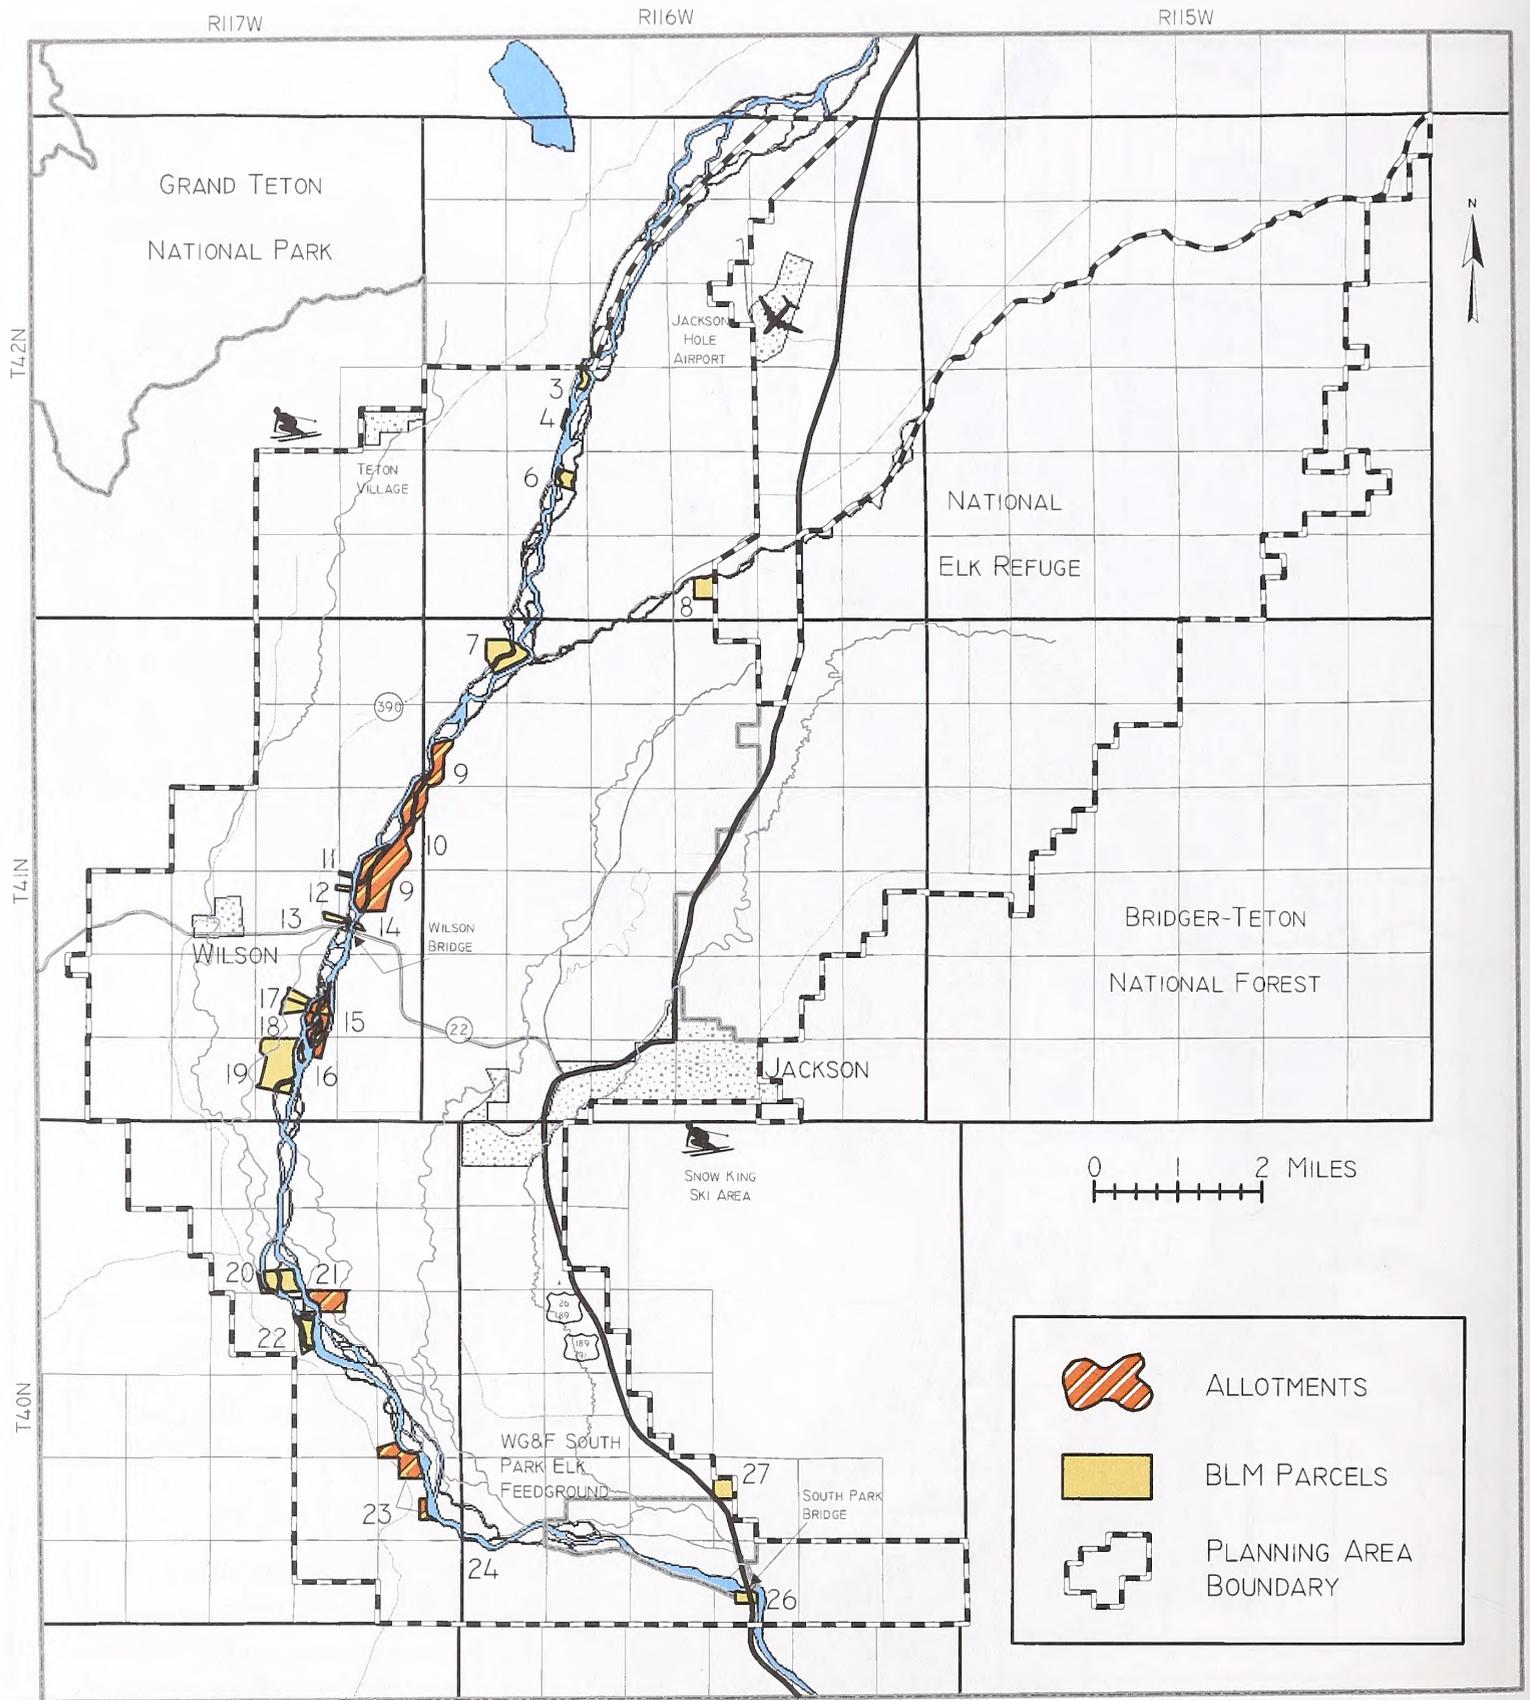 R117W
R116W
R115W
GRAND TETON
NATIONAL PARK
N
T42N
JACKSON
HOLE
AIRPORT
3
4
TETON
VILLAGE
6
NATIONAL
ELK REFUGE
8
7
390
9
10
11
12
9
T41N
13
14
WILSON
BRIDGE
WILSON
BRIDGER-TETON
NATIONAL FOREST
17
15
18
22
19
16
JACKSON
SNOW KING
SKI AREA
0 1 2 MILES
20
21
26
89
22
189
ALLOTMENTS
T40N
WG&F SOUTH
PARK ELK
FEEDGROUND
27
BLM PARCELS
SOUTH PARK
BRIDGE
23
24
PLANNING AREA
BOUNDARY
26